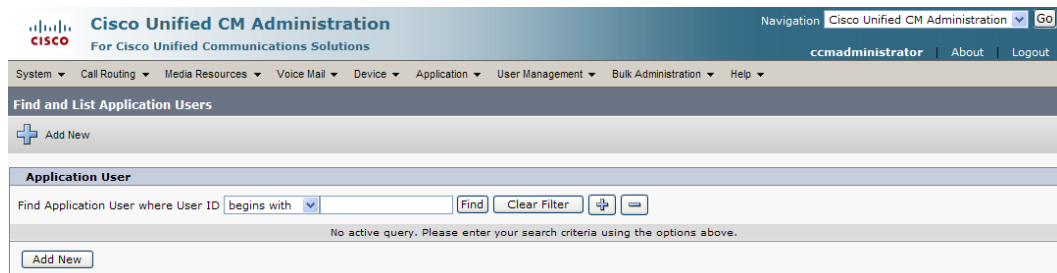 Cisco Unified CM Administration
For Cisco Unified Communications Solutions
CISCO
Navigation Cisco Unified CM Administration Go
ccmadministrator | About | Logout
System Call Routing Media Resources Voice Mail Device Application User Management Bulk Administration Help
Find and List Application Users
Add New
Application User
Find Application User where User ID begins with Find Clear Filter
No active query. Please enter your search criteria using the options above.
Add New